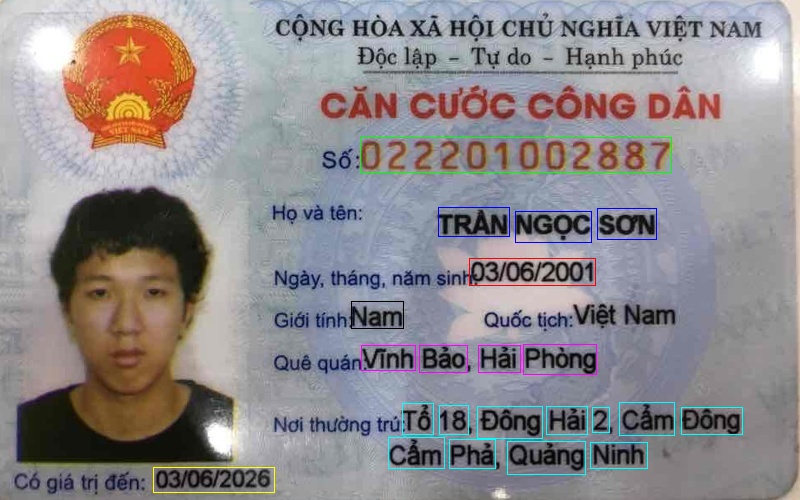 CỘNG HÒA XÃ HỘI CHỦ NGHĨA VIỆT NAM
Độc lập - Tự do - Hạnh phúc
CĂN CƯỚC CÔNG DÂN
VIỆT NAM
Số: 022201002887
Họ và tên: TRẦN NGỌC SƠN
Ngày, tháng, năm sinh: 03/06/2001
Giới tính: Nam Quốc tịch: Việt Nam
Quê quán: Vĩnh Bảo, Hải Phòng
Nơi thường trú: Tổ 18, Đông Hải 2, Cẩm Đông
Cẩm Phả, Quảng Ninh
Có giá trị đến: 03/06/2026